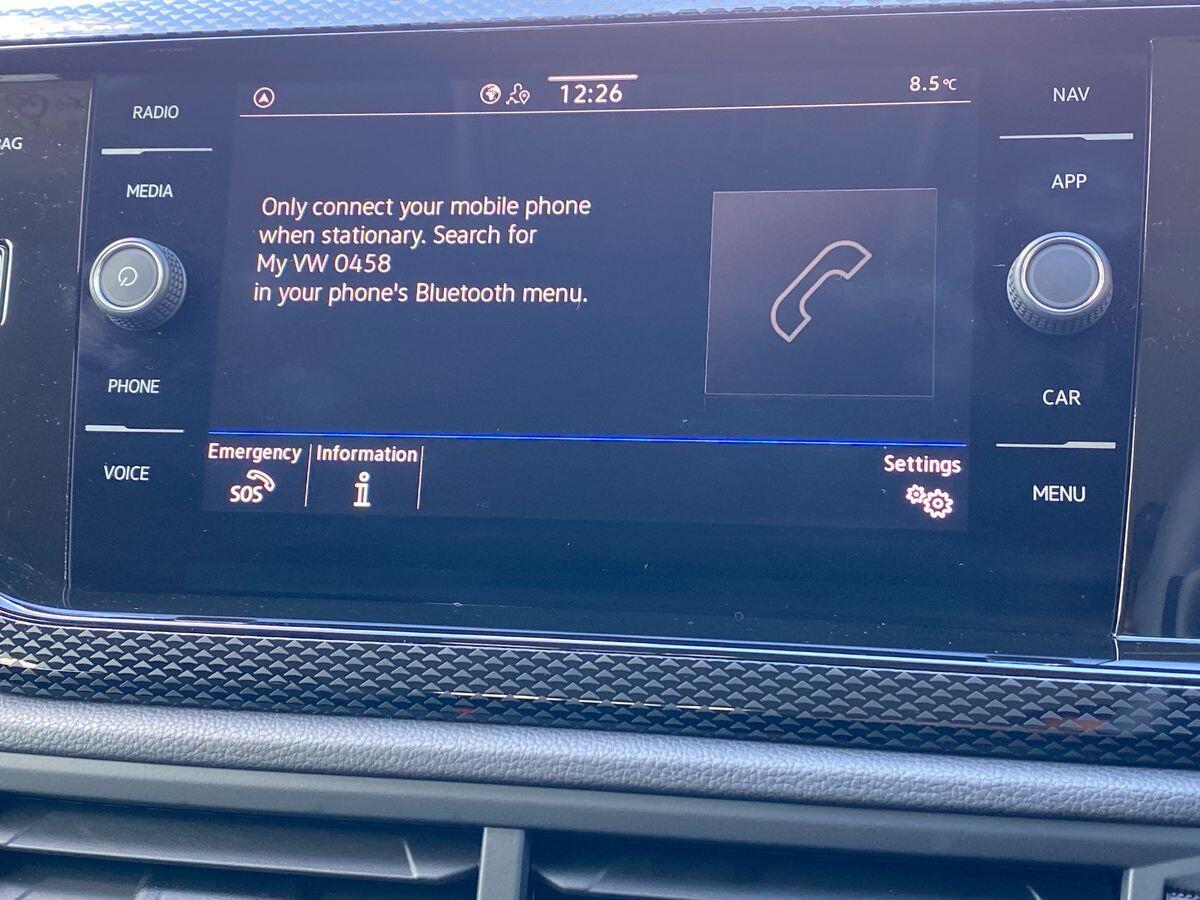 AG
RADIO
MEDIA
PHONE
VOICE
12:26
8.5°C
Only connect your mobile phone
when stationary. Search for
My VW 0458
in your phone's Bluetooth menu.
Emergency
SOS
Information
i
Settings
NAV
APP
CAR
MENU